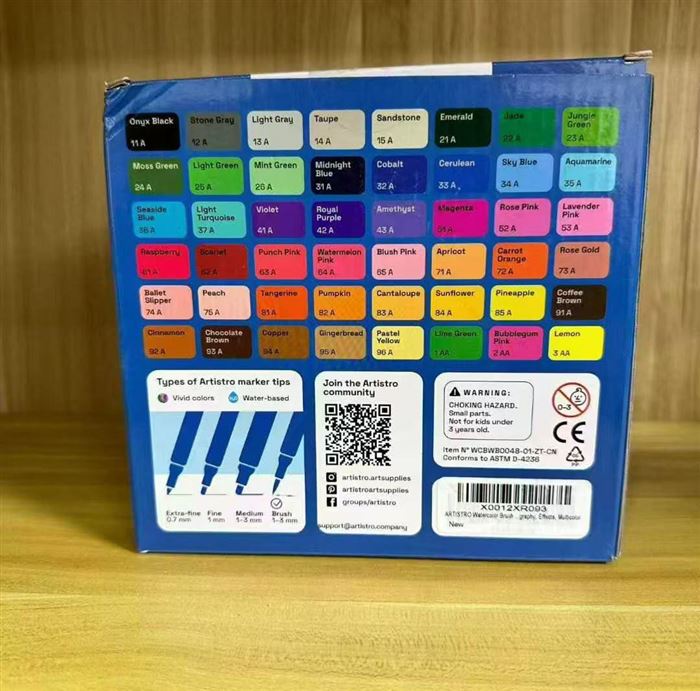 Onyx Black
11 A
Stone Gray
12 A
Light Gray
13 A
Taupe
14 A
Sandstone
15 A
Emerald
21 A
Jade
22 A
Jungle
Green
23 A
Moss Green
24 A
Light Green
25 A
Mint Green
26 A
Midnight
Blue
31 A
Cobalt
32 A
Cerulean
33 A
Sky Blue
34 A
Aquamarine
35 A
Seaside
Blue
36 A
Light
Turquoise
37 A
Violet
41 A
Royal
Purple
42 A
Amethyst
43 A
Magenta
51 A
Rose Pink
52 A
Lavender
Pink
53 A
Raspberry
61 A
Scarlet
62 A
Punch Pink
63 A
Watermelon
Pink
64 A
Blush Pink
65 A
Apricot
71 A
Carrot
Orange
72 A
Rose Gold
73 A
Ballet
Slipper
74 A
Peach
75 A
Tangerine
81 A
Pumpkin
82 A
Cantaloupe
83 A
Sunflower
84 A
Pineapple
85 A
Coffee
Brown
91 A
Cinnamon
92 A
Chocolate
Brown
93 A
Copper
94 A
Gingerbread
95 A
Pastel
Yellow
96 A
Lime Green
1 AA
Bubblegum
Pink
2 AA
Lemon
3 AA
Types of Artistro marker tips
Vivid colors
Water-based
Extra-fine
0.7 mm
Fine
1 mm
Medium
1-3 mm
Brush
1-3 mm
Join the Artistro
community
artistro.artsupplies
artistroartsupplies
groups/artistro
support@artistro.company
WARNING:
CHOKING HAZARD.
Small parts.
Not for kids under
3 years old.
0-3
CE
Item N° WCBWB0048-01-ZT-CN
Conforms to ASTM D-4236
PP
X0012XR093
ARTISTRO Watercolor Brush ...graphy, Effects, Multicolor
New